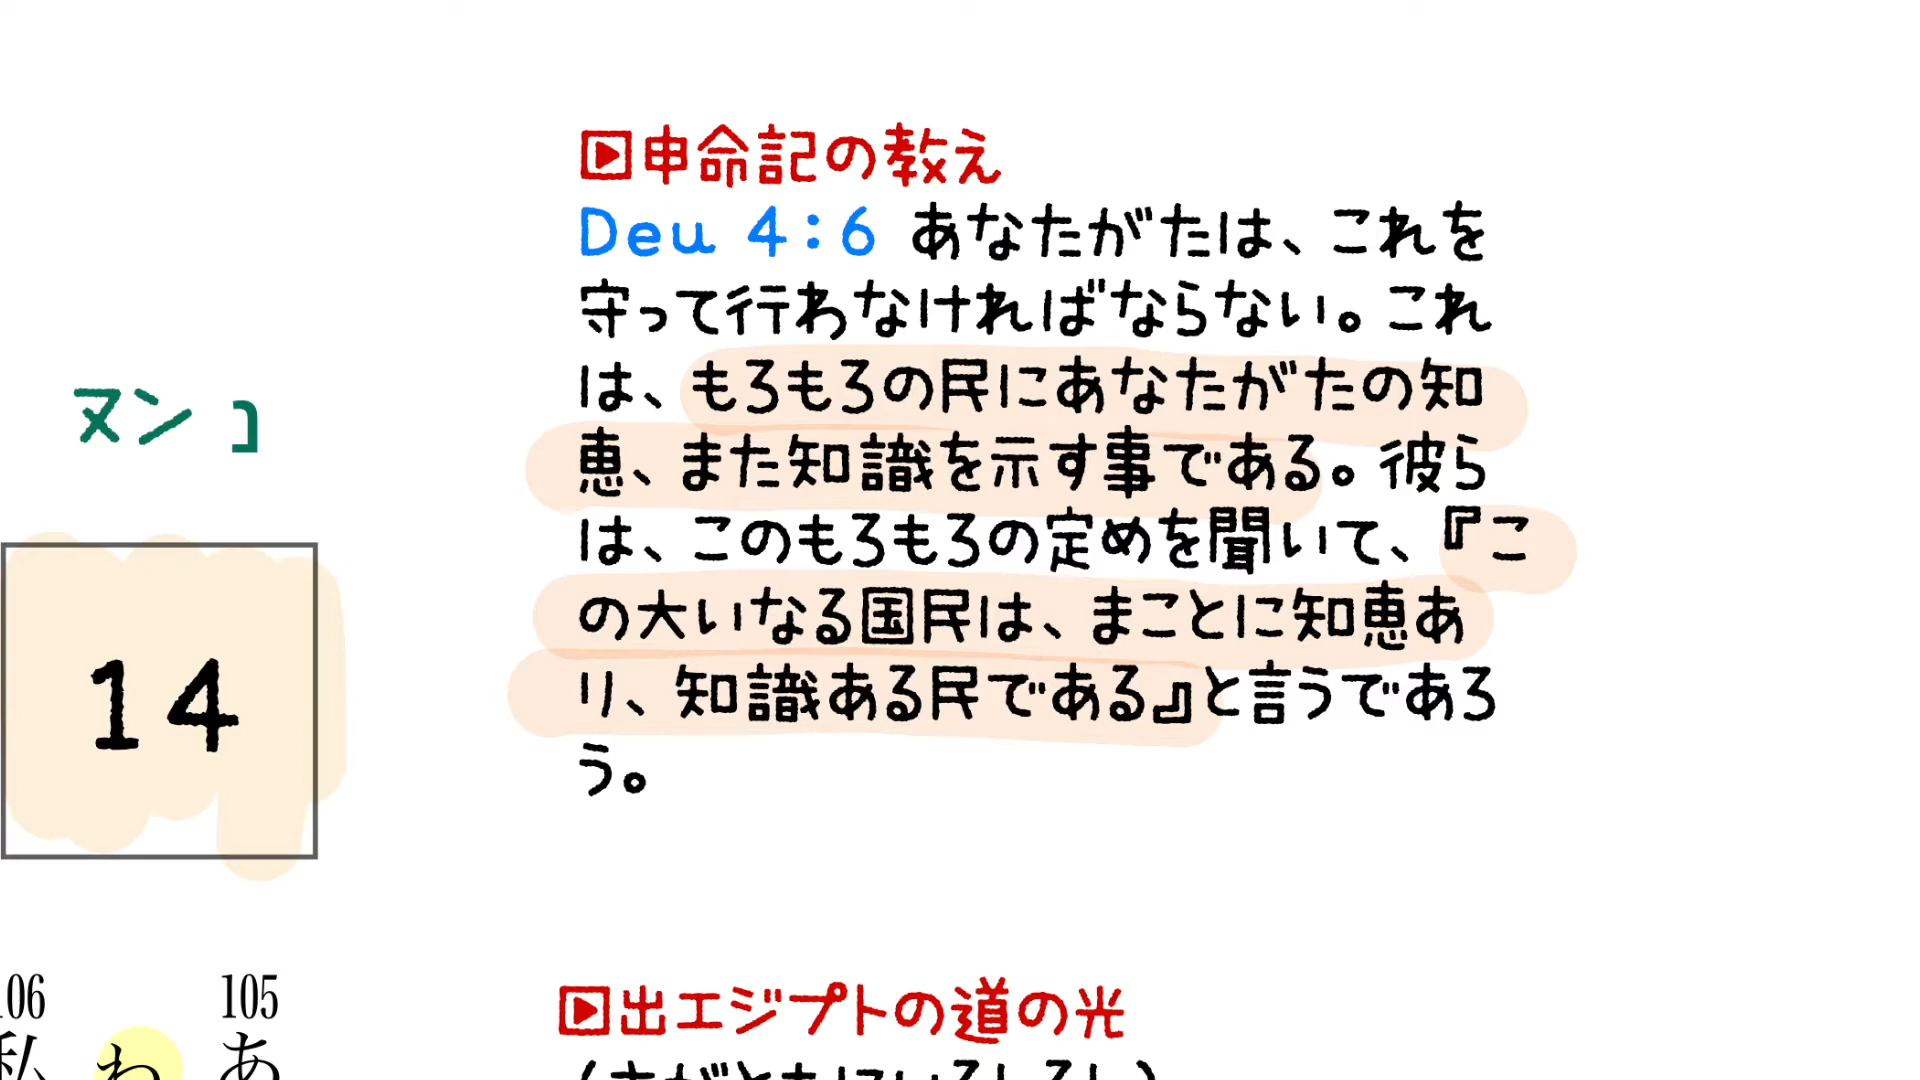 ▶申命記の教え
Deu 4:6 あなたがたは、これを
守って行わなければならない。これ
は、もろもろの民にあなたがたの知
恵、また知識を示す事である。彼ら
は、このもろもろの定めを聞いて、『こ
の大いなる国民は、まことに知恵あ
り、知識ある民である』と言うであろ
う。
ヌン נ
14
▶出エジプトの道の光
105
あ
わ
106
私